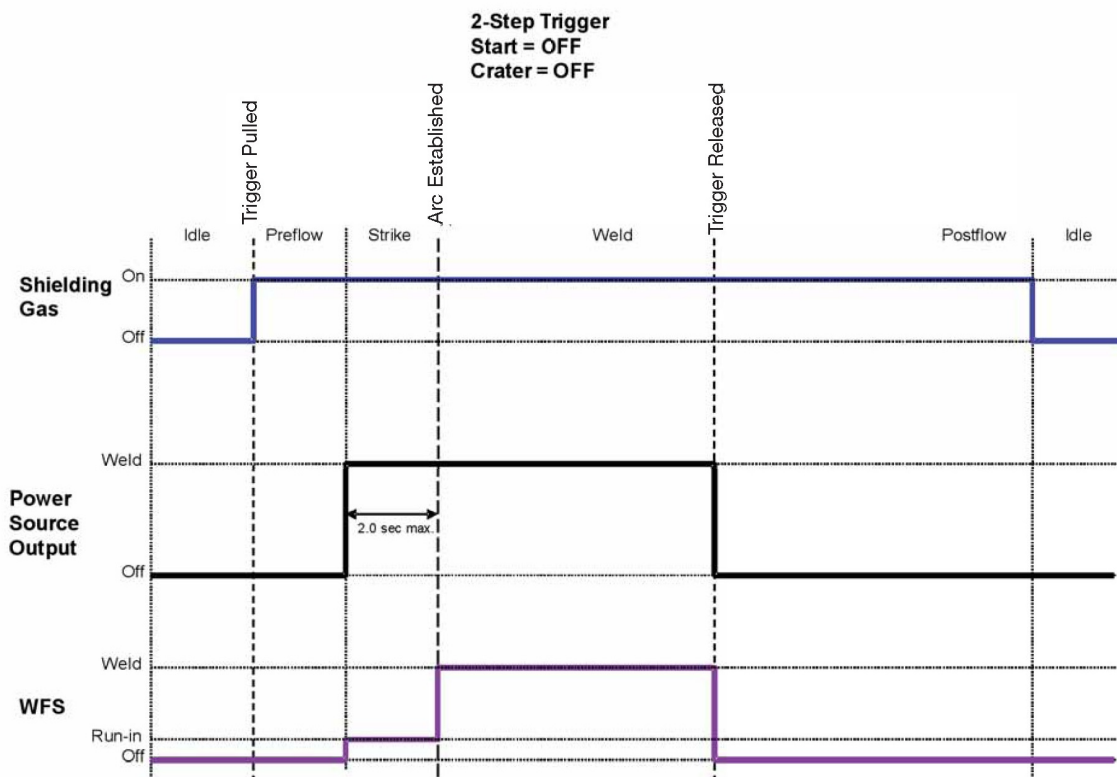 2-Step Trigger
Start = OFF
Crater = OFF
Trigger Pulled
Arc Established
Trigger Released
Idle
Preflow
Strike
Weld
Postflow
Idle
Shielding
Gas
On
Off
Power
Source
Output
Weld
2.0 sec max.
Off
WFS
Weld
Run-in
Off